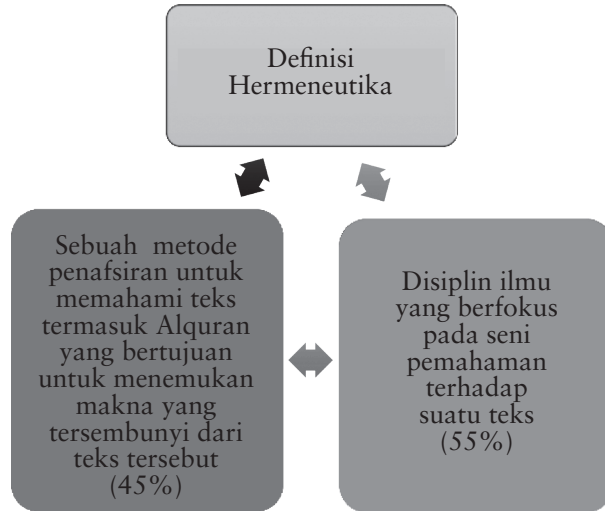 Definisi
Hermeneutika
Sebuah metode
penafsiran untuk
memahami teks
termasuk Alquran
yang bertujuan
untuk menemukan
makna yang
tersembunyi dari
teks tersebut
(45%)
Disiplin ilmu
yang berfokus
pada seni
pemahaman
terhadap
suatu teks
(55%)